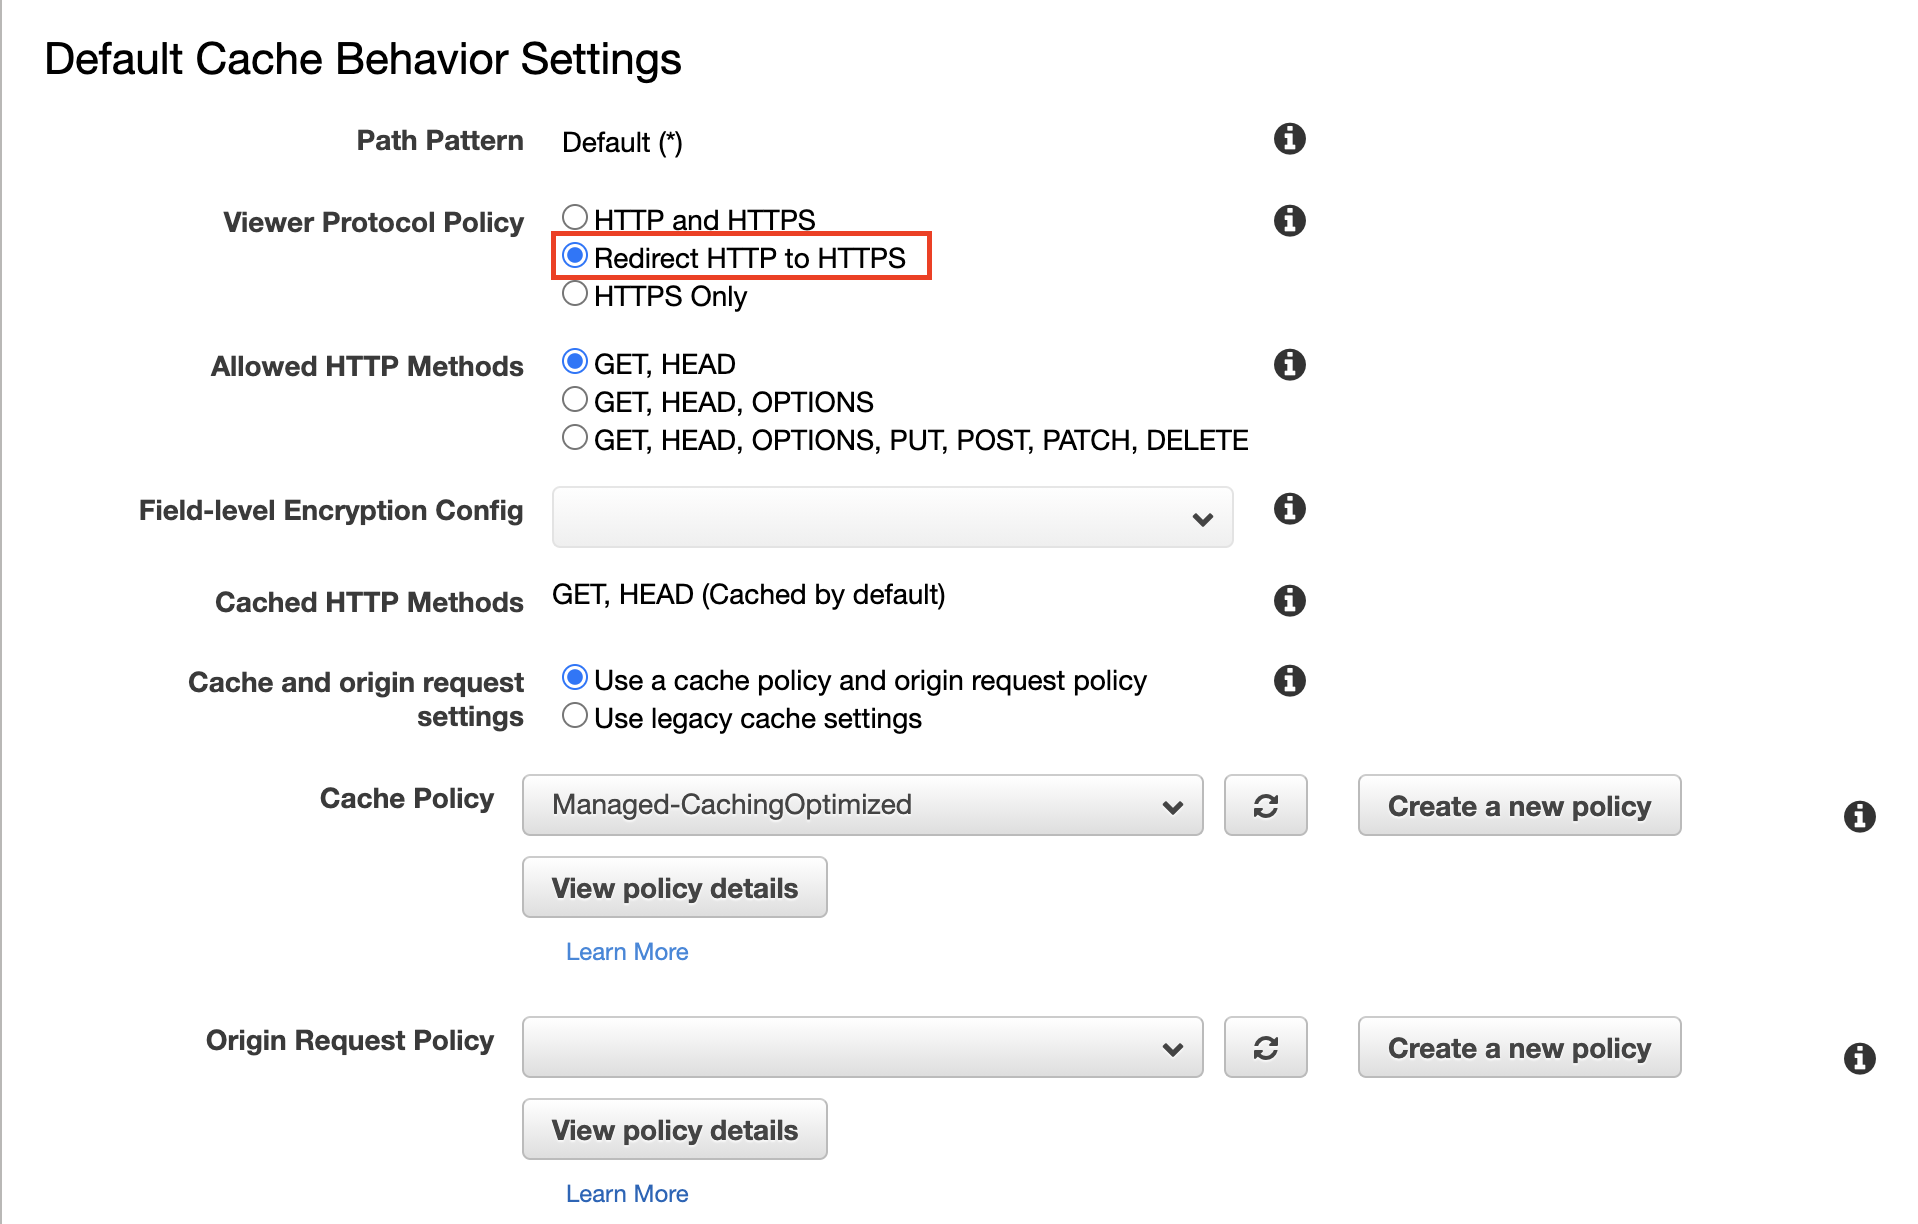 Default Cache Behavior Settings
Path Pattern Default (*)
Viewer Protocol Policy HTTP and HTTPS
Redirect HTTP to HTTPS
HTTPS Only
Allowed HTTP Methods GET, HEAD
GET, HEAD, OPTIONS
GET, HEAD, OPTIONS, PUT, POST, PATCH, DELETE
Field-level Encryption Config
Cached HTTP Methods GET, HEAD (Cached by default)
Cache and origin request settings Use a cache policy and origin request policy
Use legacy cache settings
Cache Policy Managed-CachingOptimized Create a new policy
View policy details
Learn More
Origin Request Policy Create a new policy
View policy details
Learn More